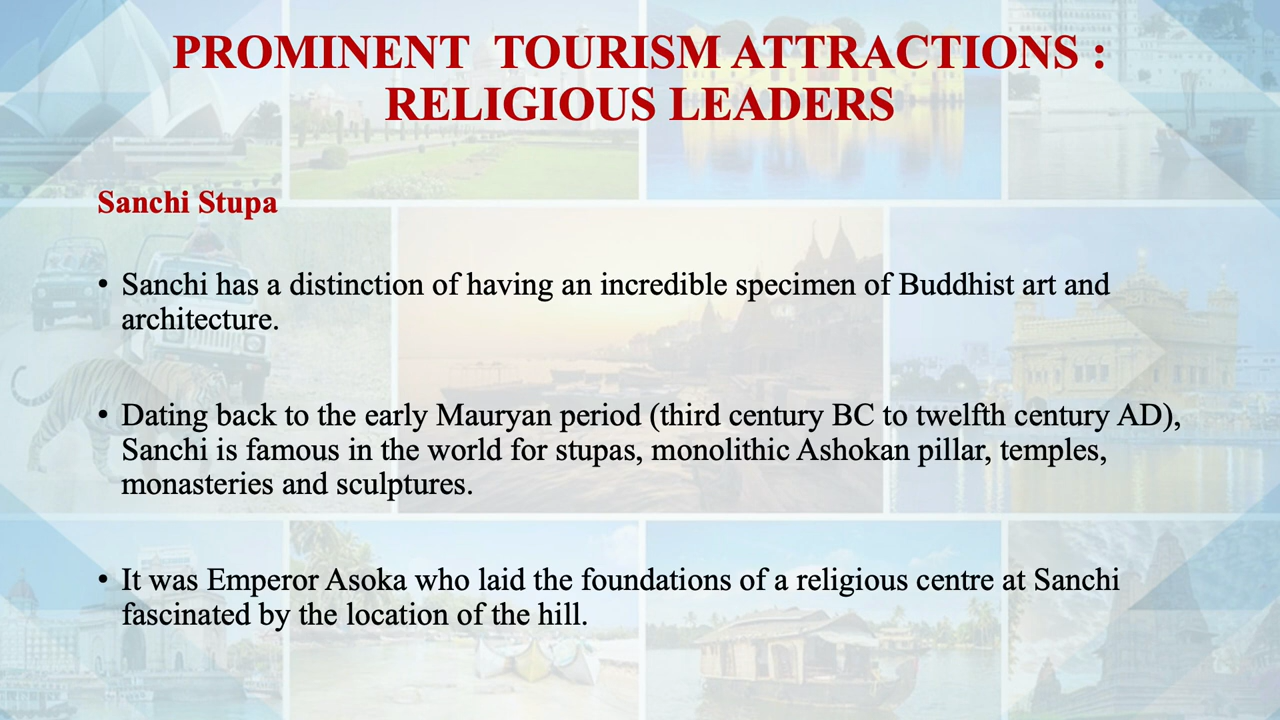 PROMINENT TOURISM ATTRACTIONS :
RELIGIOUS LEADERS
Sanchi Stupa
• Sanchi has a distinction of having an incredible specimen of Buddhist art and
architecture.
• Dating back to the early Mauryan period (third century BC to twelfth century AD),
Sanchi is famous in the world for stupas, monolithic Ashokan pillar, temples,
monasteries and sculptures.
• It was Emperor Asoka who laid the foundations of a religious centre at Sanchi
fascinated by the location of the hill.